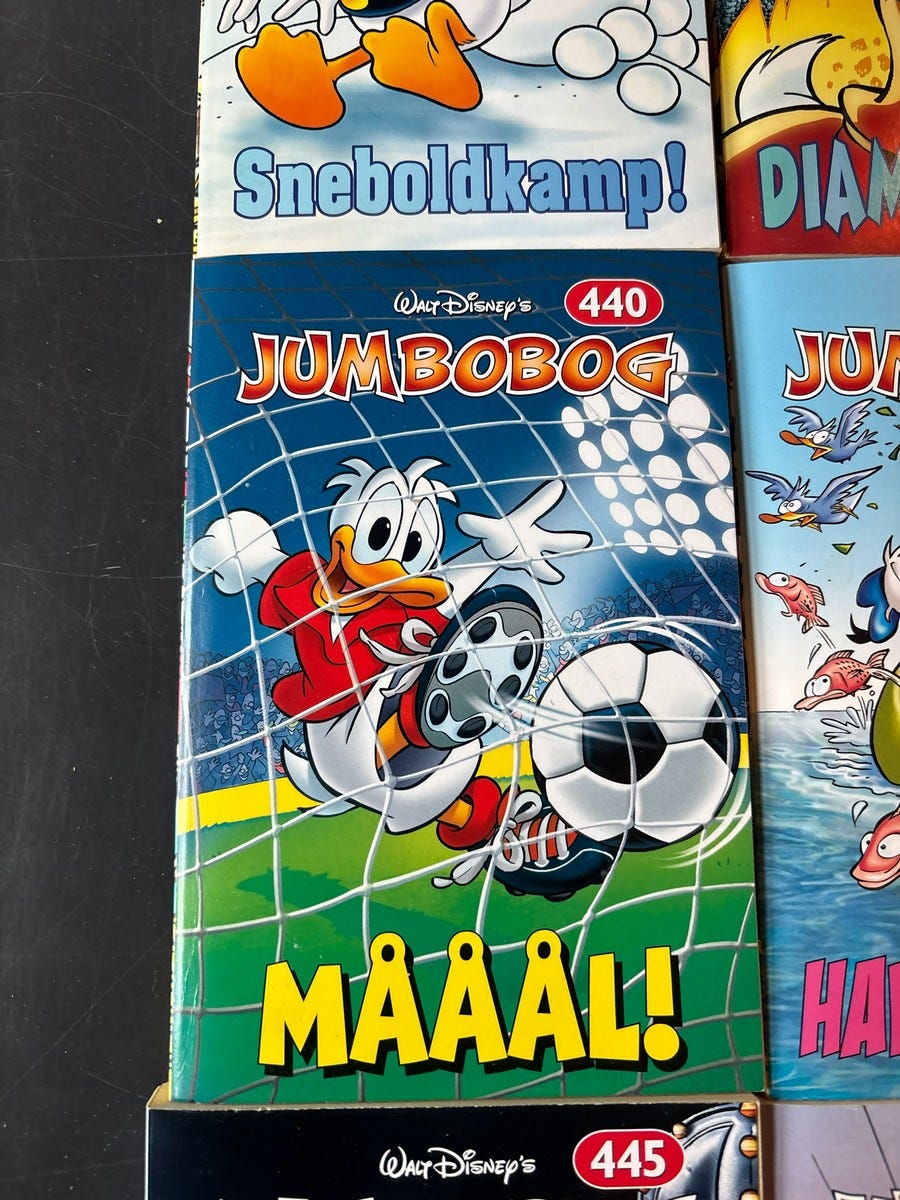 Sneboldkamp!
WALT DISNEY'S 440
JUMBOBOG
MÅÅÅL!
WALT DISNEY'S 445